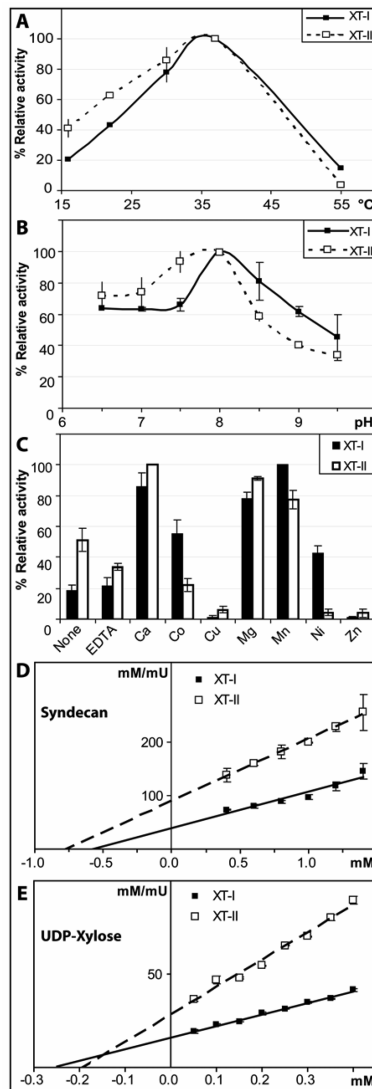 A
% Relative activity
100
80
60
40
20
0
15 25 35 45 55 °C
XT-I
XT-II
B
% Relative activity
100
80
60
40
20
0
6 7 8 9 pH
XT-I
XT-II
C
% Relative activity
100
80
60
40
20
0
None EDTA Ca Co Cu Mg Mn Ni Zn
XT-I
XT-II
D
mM/mU
XT-I
XT-II
Syndecan
200
100
-1.0 -0.5 0.0 0.5 1.0 mM
E
mM/mU
XT-I
XT-II
UDP-Xylose
50
-0.3 -0.2 -0.1 0 0.1 0.2 0.3 mM